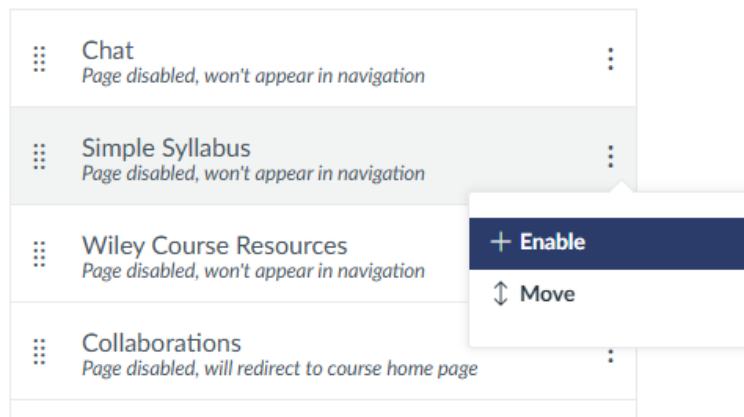 Chat
Page disabled, won't appear in navigation
Simple Syllabus
Page disabled, won't appear in navigation
Enable
Move
Wiley Course Resources
Page disabled, won't appear in navigation
Collaborations
Page disabled, will redirect to course home page